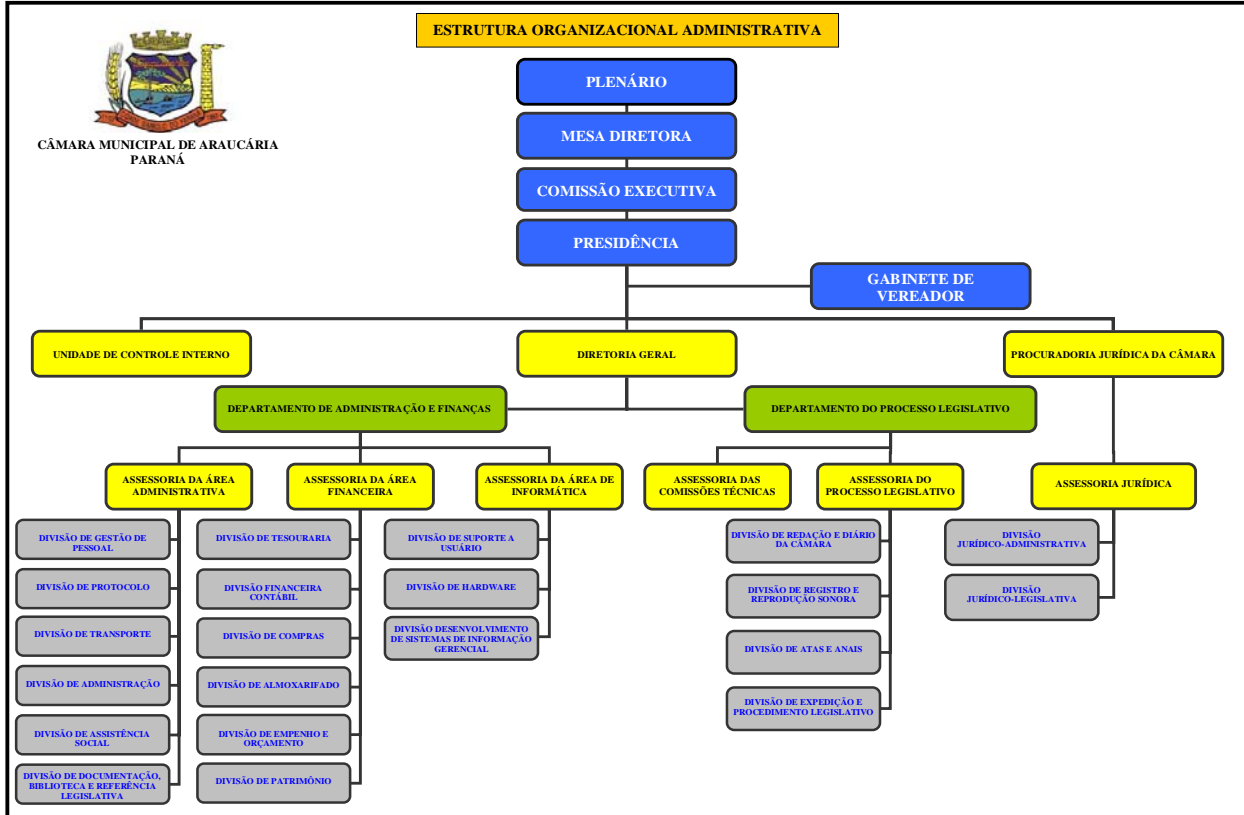 ESTRUTURA ORGANIZACIONAL ADMINISTRATIVA
CÂMARA MUNICIPAL DE ARAUCÁRIA
PARANÁ
PLENÁRIO
MESA DIRETORA
COMISSÃO EXECUTIVA
PRESIDÊNCIA
GABINETE DE
VEREADOR
UNIDADE DE CONTROLE INTERNO
DIRETORIA GERAL
PROCURADORIA JURÍDICA DA CÂMARA
DEPARTAMENTO DE ADMINISTRAÇÃO E FINANÇAS
DEPARTAMENTO DO PROCESSO LEGISLATIVO
ASSESSORIA DA ÁREA
ADMINISTRATIVA
ASSESSORIA DA ÁREA
FINANCEIRA
ASSESSORIA DA ÁREA DE
INFORMÁTICA
ASSESSORIA DAS
COMISSÕES TÉCNICAS
ASSESSORIA DO
PROCESSO LEGISLATIVO
ASSESSORIA JURÍDICA
DIVISÃO DE GESTÃO DE
PESSOAL
DIVISÃO DE PROTOCOLO
DIVISÃO DE TRANSPORTE
DIVISÃO DE ADMINISTRAÇÃO
DIVISÃO DE ASSISTÊNCIA
SOCIAL
DIVISÃO DE DOCUMENTAÇÃO,
BIBLIOTECA E REFERÊNCIA
LEGISLATIVA
DIVISÃO DE TESOURARIA
DIVISÃO FINANCEIRA
CONTÁBIL
DIVISÃO DE COMPRAS
DIVISÃO DE ALMOXARIFADO
DIVISÃO DE EMPENHO E
ORÇAMENTO
DIVISÃO DE PATRIMÔNIO
DIVISÃO DE SUPORTE A
USUÁRIO
DIVISÃO DE HARDWARE
DIVISÃO DESENVOLVIMENTO
DE SISTEMAS DE INFORMAÇÃO
GERENCIAL
DIVISÃO DE REDAÇÃO E DIÁRIO
DA CÂMARA
DIVISÃO DE REGISTRO E
REPRODUÇÃO SONORA
DIVISÃO DE ATAS E ANAIS
DIVISÃO DE EXPEDIÇÃO E
PROCEDIMENTO LEGISLATIVO
DIVISÃO
JURÍDICO-ADMINISTRATIVA
DIVISÃO
JURÍDICO-LEGISLATIVA